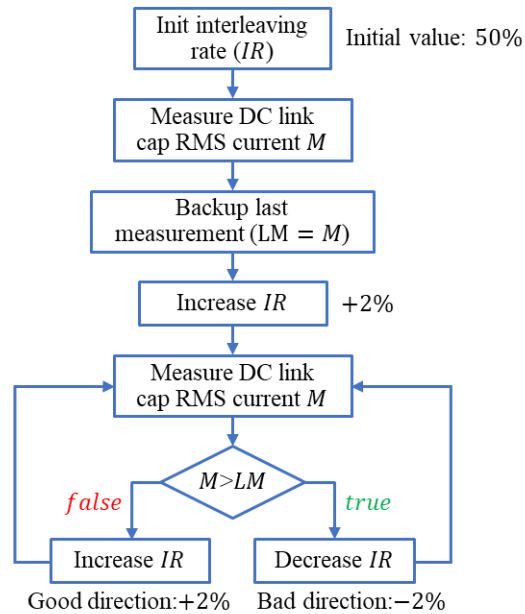 Init interleaving
rate (IR)
Initial value: 50%
Measure DC link
cap RMS current M
Backup last
measurement (LM = M)
Increase IR
+2%
Measure DC link
cap RMS current M
M>LM
false
true
Increase IR
Decrease IR
Good direction:+2%
Bad direction:−2%